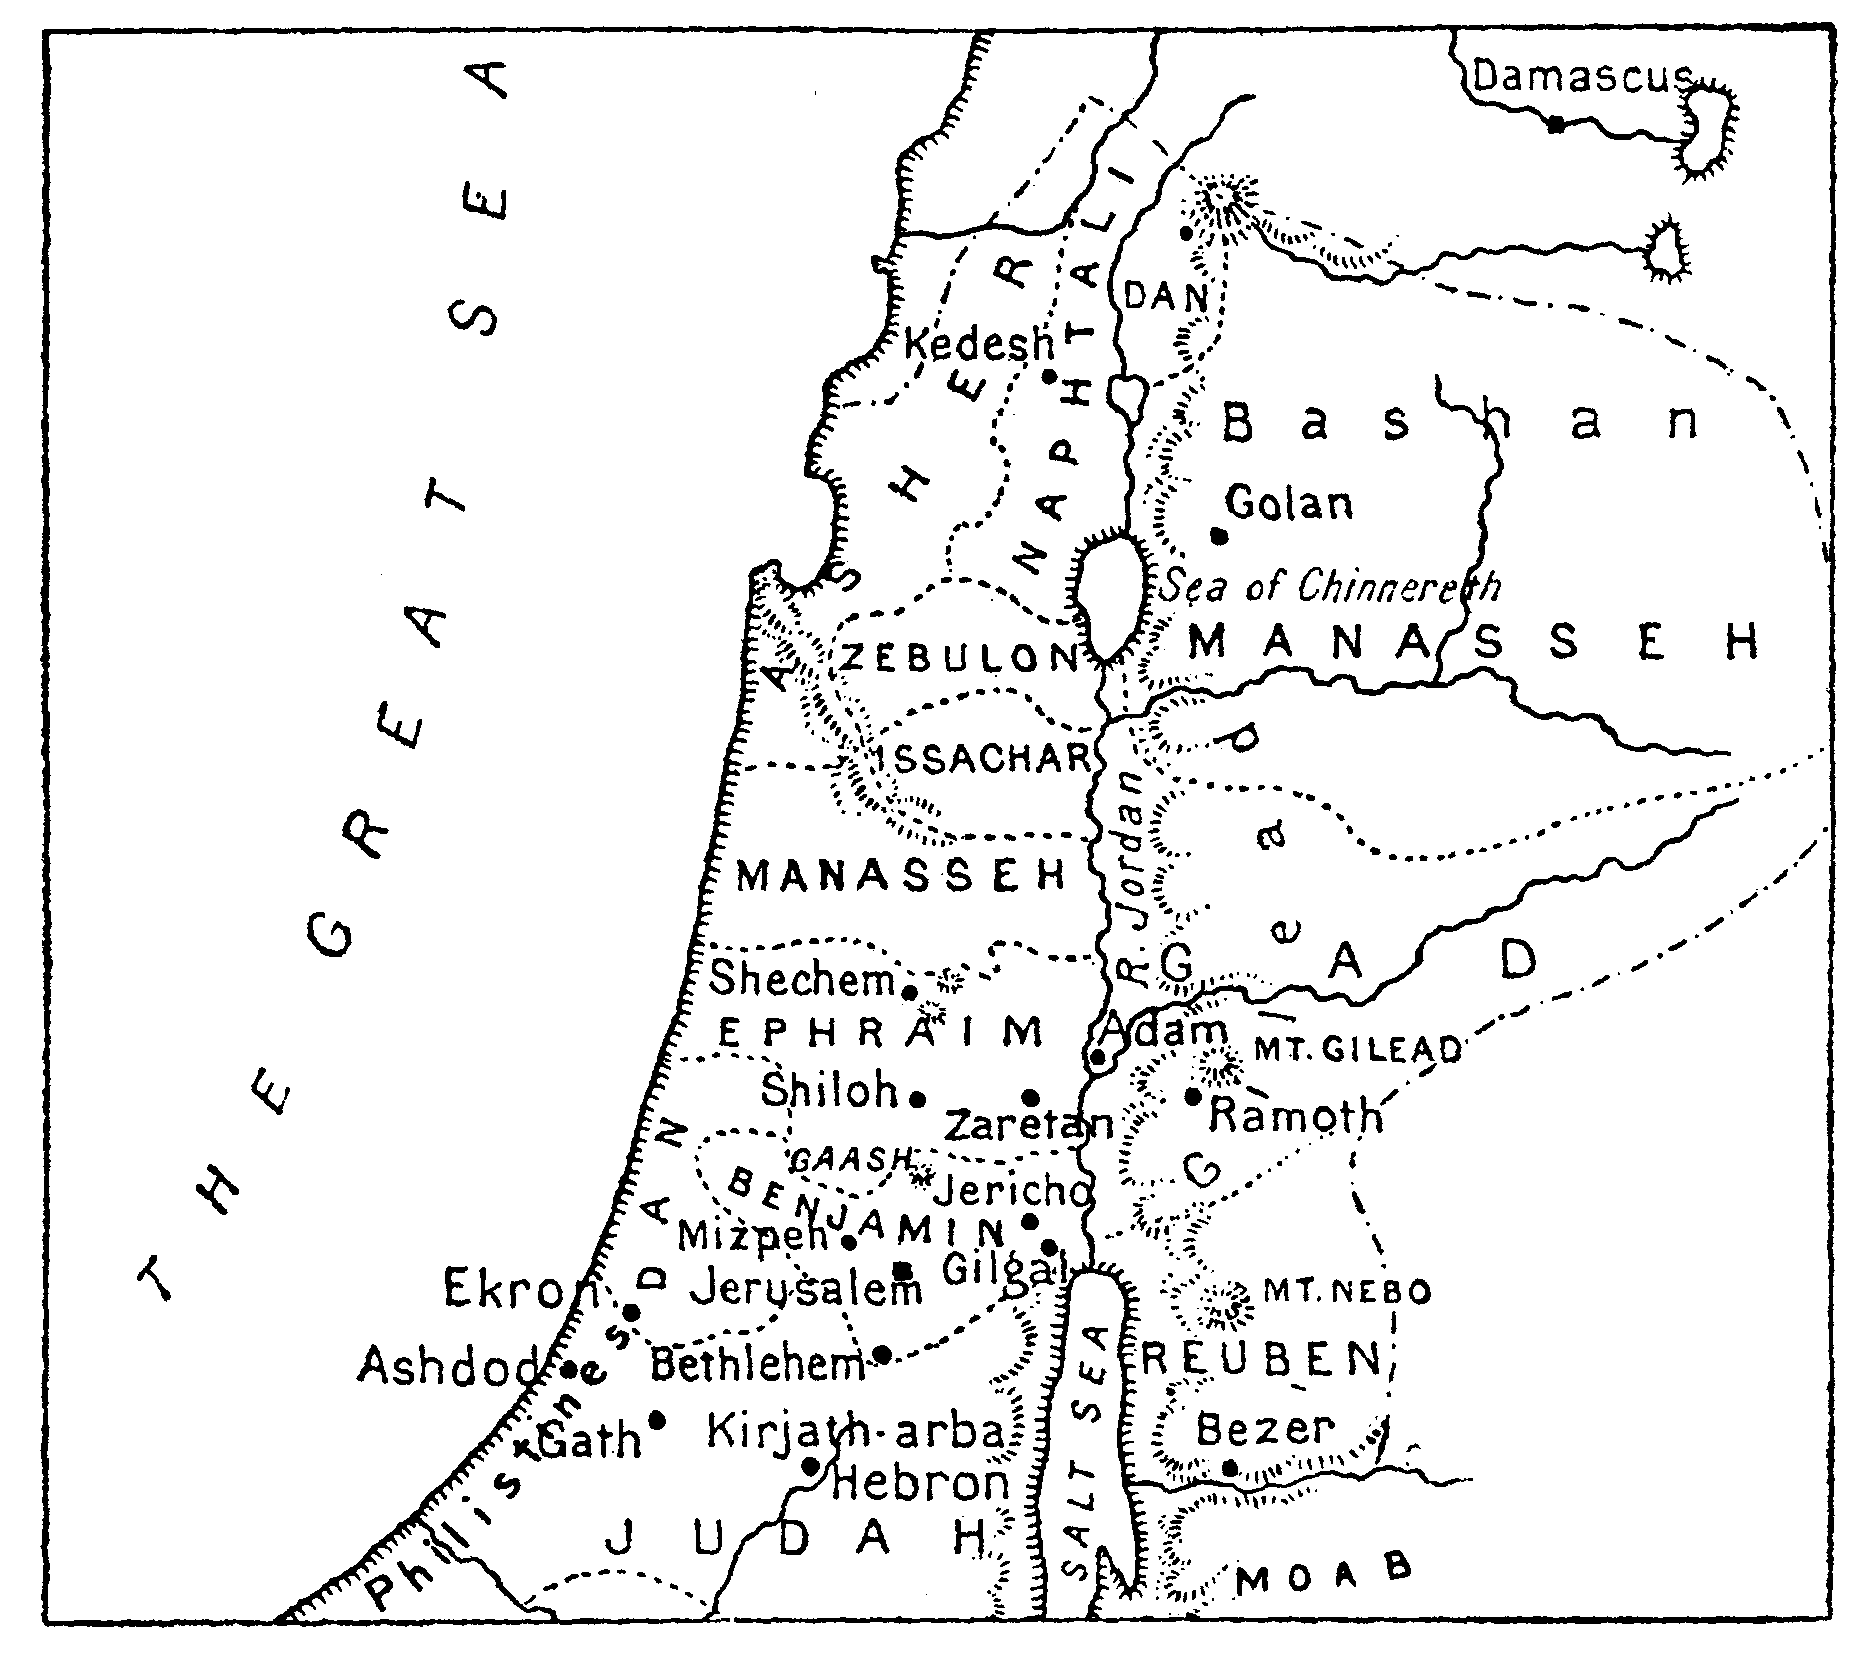 THE GREAT SEA
Damascus
ASHER
NAPHTALI
DAN
Kedesh
Bashan
Golan
Sea of Chinnereth
MANASSEH
ZEBULON
ISSACHAR
R. Jordan
MANASSEH
Gilead
GAD
Shechem
EPHRAIM
Adam
MT. GILEAD
Shiloh
Zaretan
Ramoth
DAN
GAASH
BENJAMIN
Jericho
Mizpeh
Gilgal
Ekron
Jerusalem
MT. NEBO
Ashdod
Bethlehem
REUBEN
Philistines
Gath
Kirjath-arba
Hebron
Bezer
SALT SEA
JUDAH
MOAB